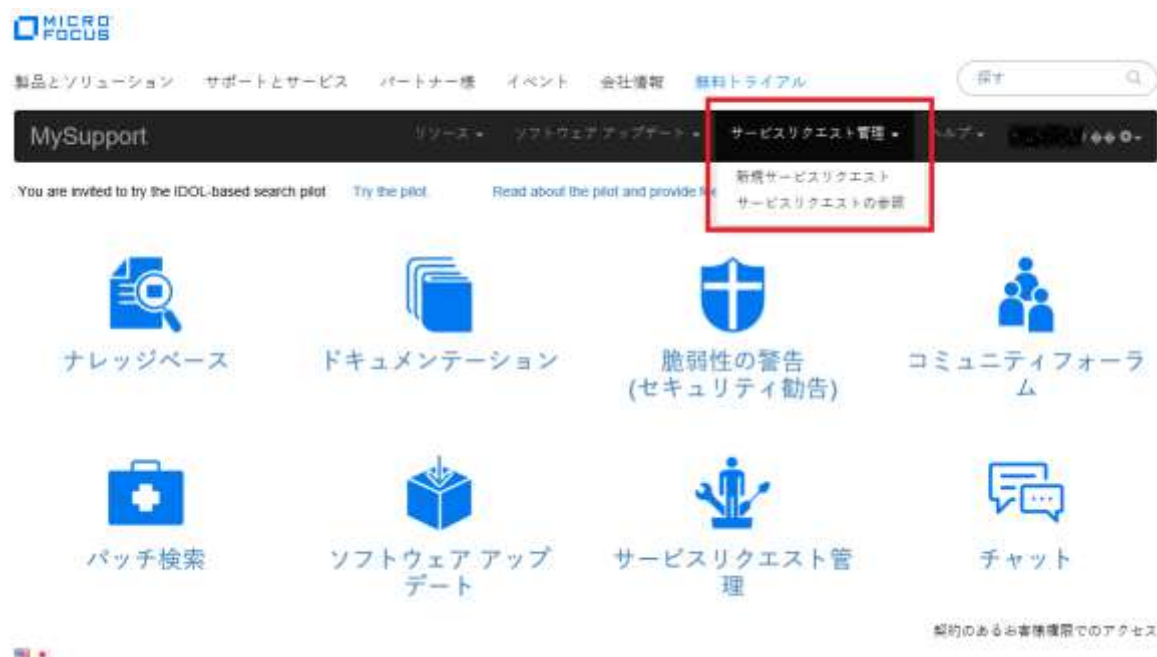 MICRO
FOCUS
製品とソリューション サポートとサービス パートナー様 イベント 会社情報 無料トライアル 探す
MySupport リソース ソフトウェア アップデート サービスリクエスト管理 ヘルプ
You are invited to try the IDOL-based search pilot Try the pilot. Read about the pilot and provide
新規サービスリクエスト
サービスリクエストの参照
ナレッジベース
ドキュメンテーション
脆弱性の警告
(セキュリティ勧告)
コミュニティフォーラ
ム
パッチ検索
ソフトウェア アップ
デート
サービスリクエスト管
理
チャット
契約のあるお客様権限でのアクセス